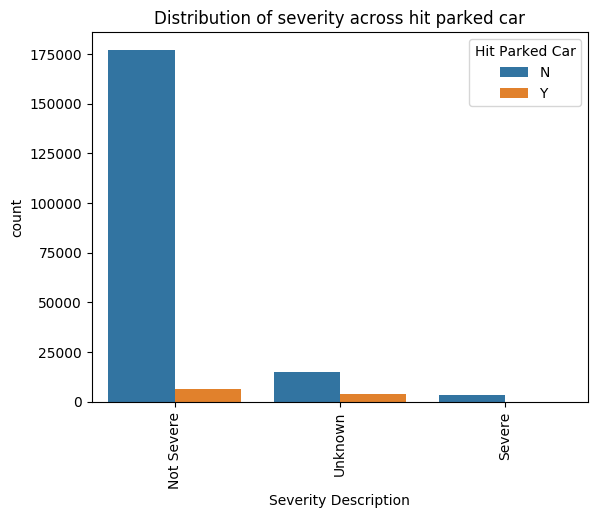 Distribution of severity across hit parked car
Hit Parked Car
N
Y
175000
150000
125000
100000
75000
50000
25000
0
count
Not Severe
Unknown
Severe
Severity Description